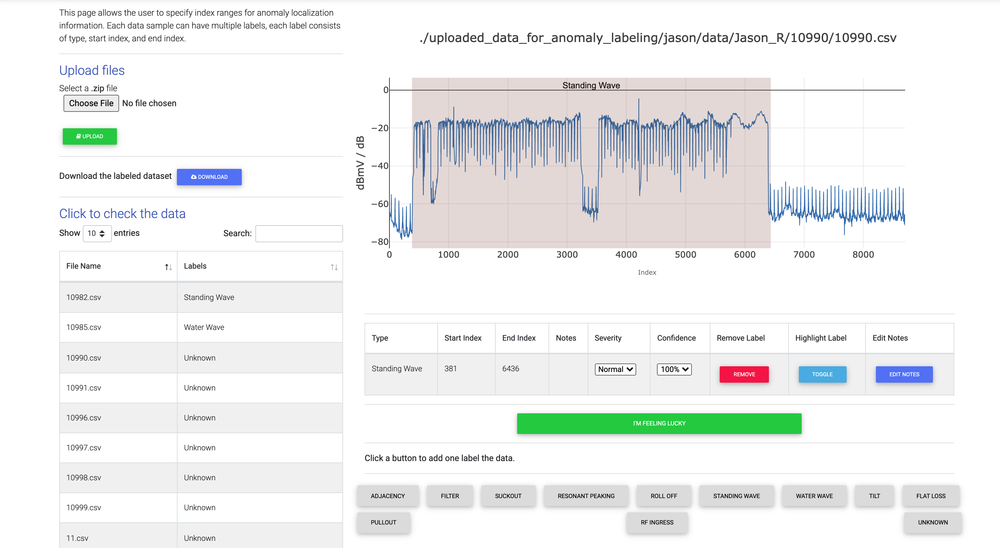 This page allows the user to specify index ranges for anomaly localization
information. Each data sample can have multiple labels, each label consists
of type, start index, and end index.
Upload files
Select a .zip file
Choose File No file chosen
UPLOAD
Download the labeled dataset DOWNLOAD
Click to check the data
Show 10 entries Search:
File Name Labels
10982.csv Standing Wave
10985.csv Water Wave
10990.csv Unknown
10991.csv Unknown
10996.csv Unknown
10997.csv Unknown
10998.csv Unknown
10999.csv Unknown
11.csv Unknown
./uploaded_data_for_anomaly_labeling/jason/data/Jason_R/10990/10990.csv
Standing Wave
dBmV / dB
0
−20
−40
−60
−80
0 1000 2000 3000 4000 5000 6000 7000 8000
Index
Type Start Index End Index Notes Severity Confidence Remove Label Highlight Label Edit Notes
Standing Wave 381 6436 Normal 100% REMOVE TOGGLE EDIT NOTES
I'M FEELING LUCKY
Click a button to add one label the data.
ADJACENCY FILTER SUCKOUT RESONANT PEAKING ROLL OFF STANDING WAVE WATER WAVE TILT FLAT LOSS
PULLOUT RF INGRESS UNKNOWN